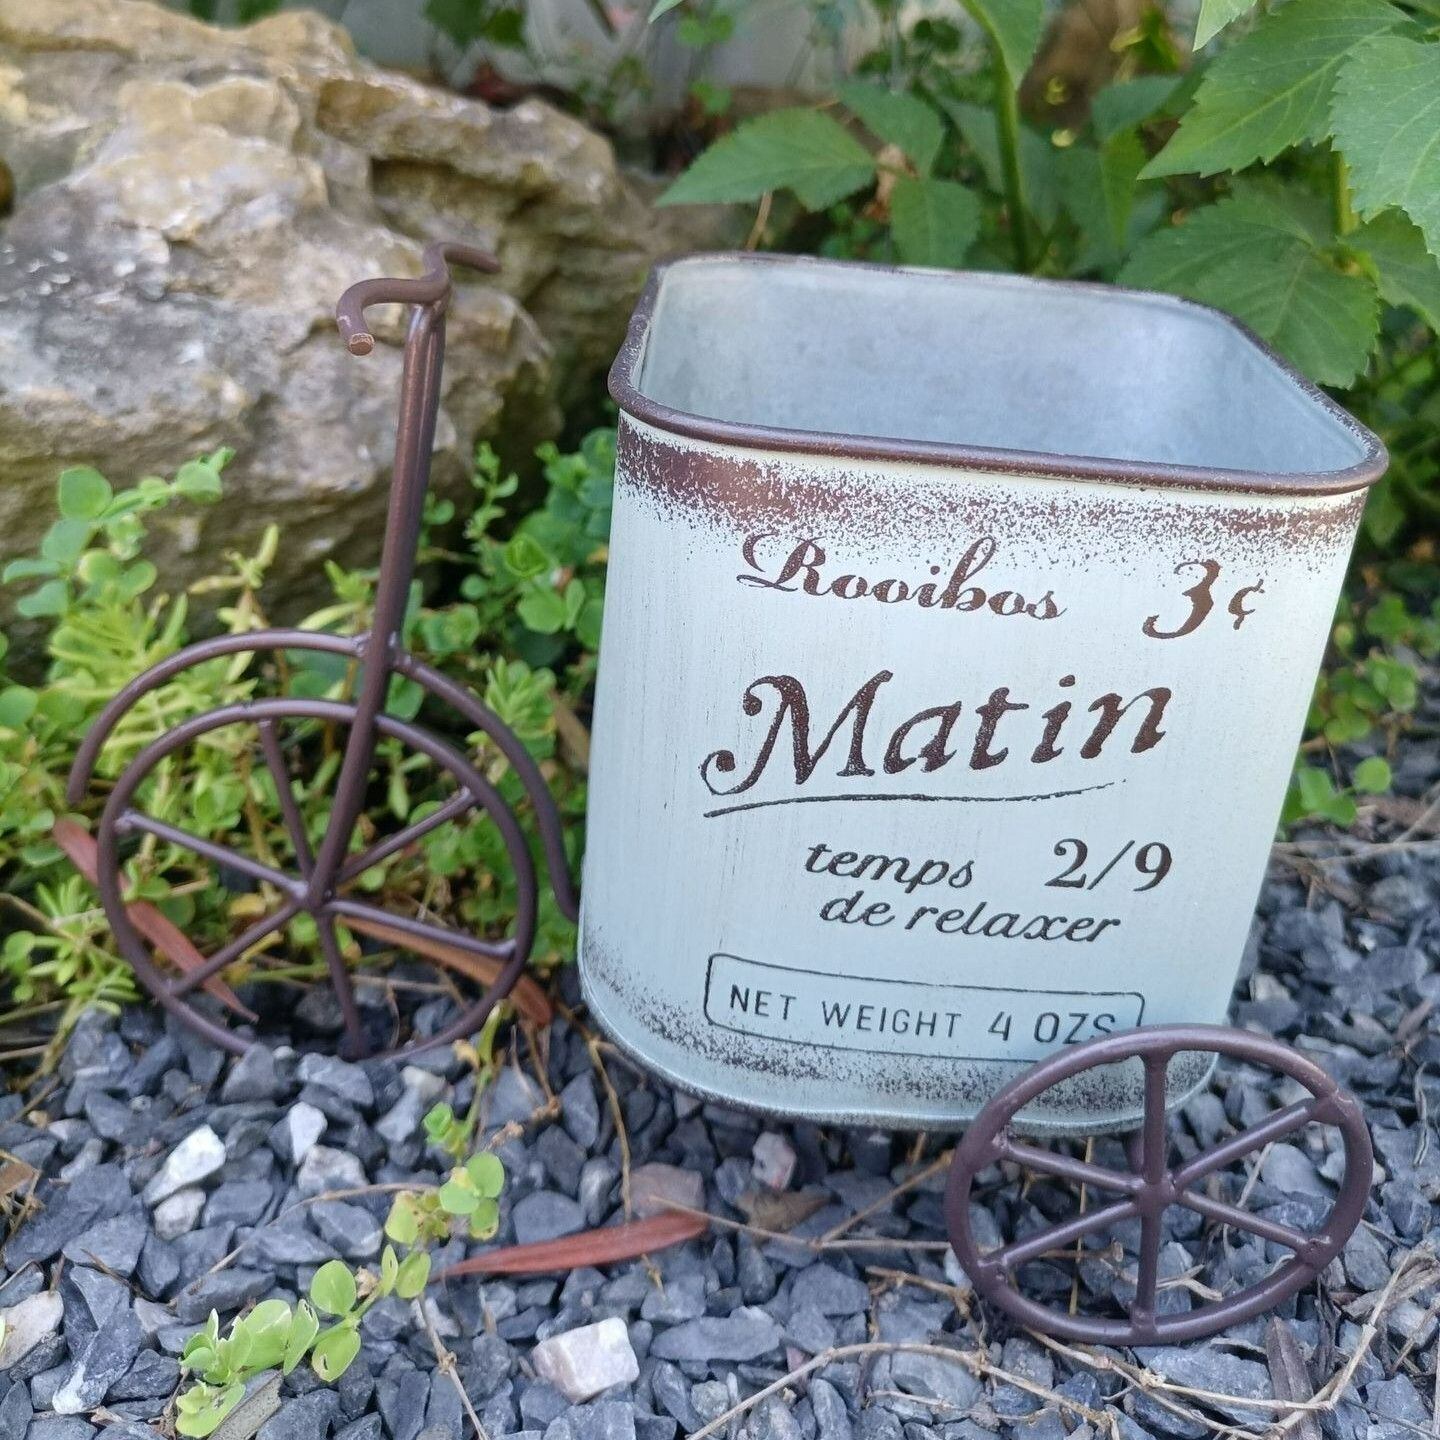 Rooibos 3¢
Matin
temps 2/9
de relaxer
NET WEIGHT 4 OZS